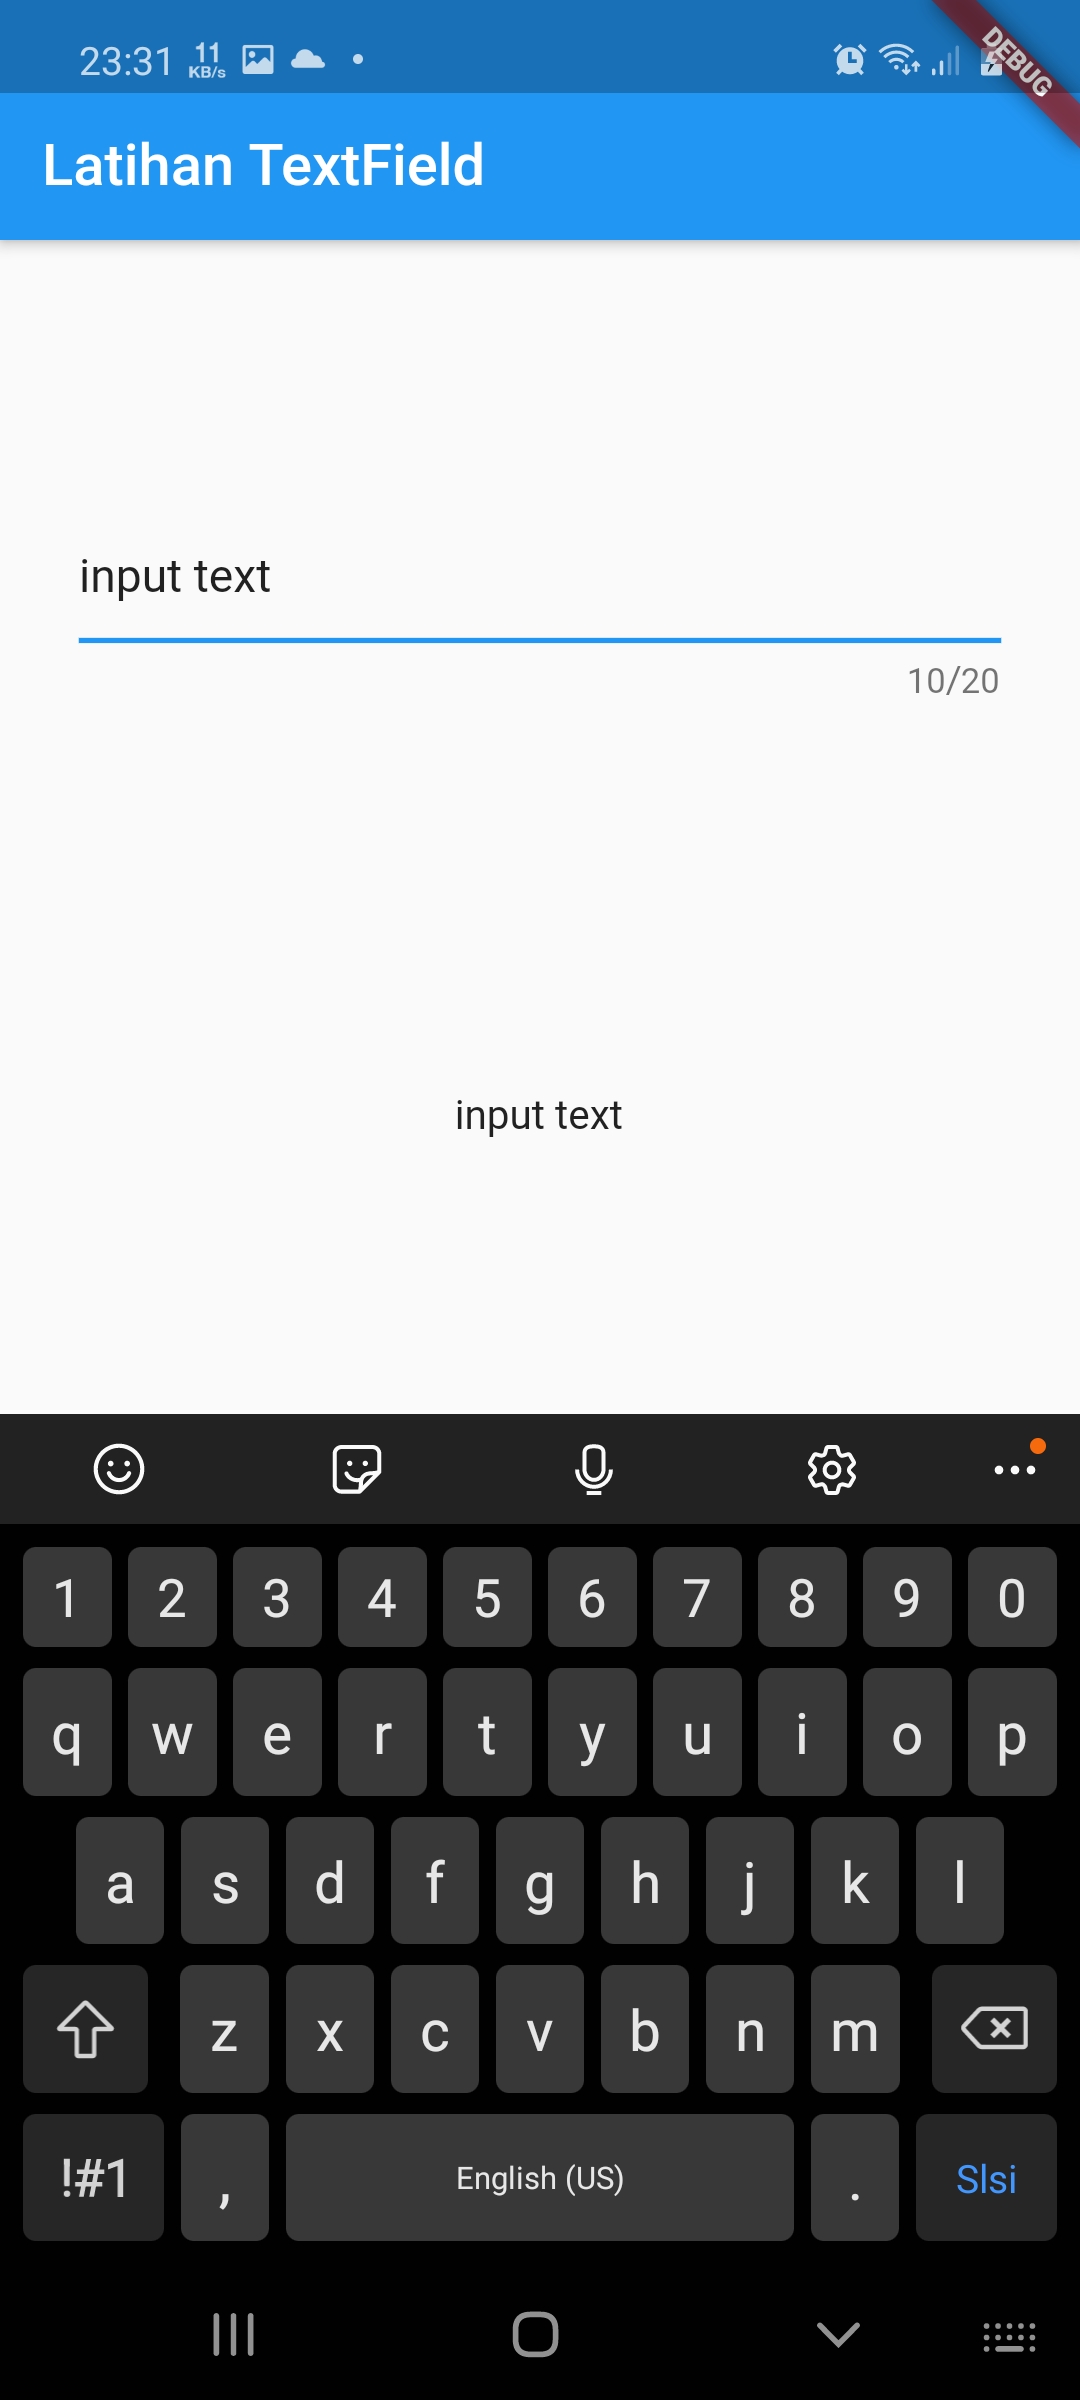 23:31 11 KB/s
DEBUG
Latihan TextField
input text
10/20
input text
1 2 3 4 5 6 7 8 9 0
q w e r t y u i o p
a s d f g h j k l
z x c v b n m
!#1 , English (US) . Slsi